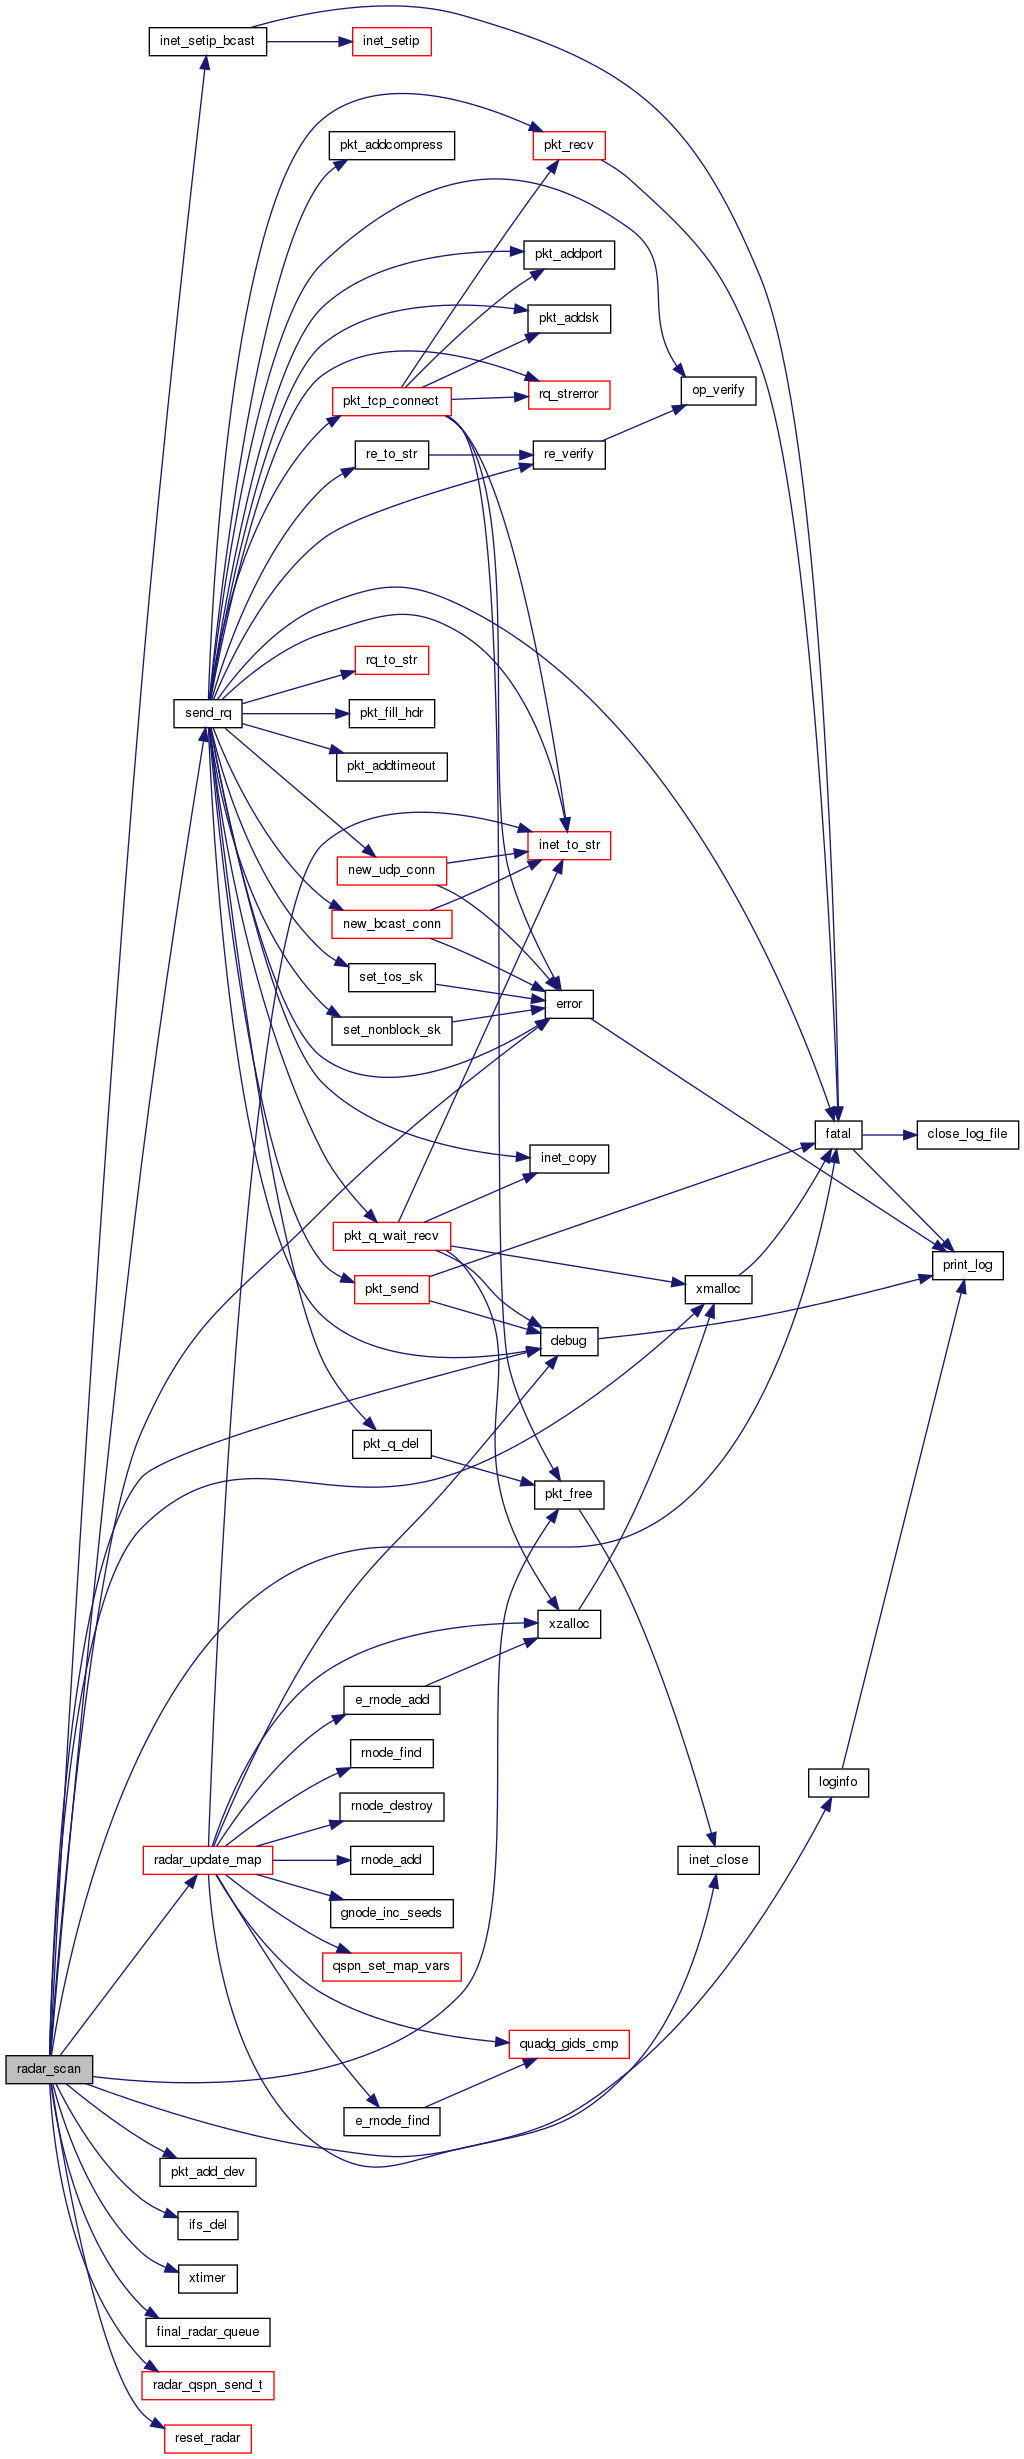 inet_setip_bcast
inet_setip
pkt_addcompress
pkt_recv
pkt_addport
pkt_addsk
op_verify
pkt_tcp_connect
rq_strerror
re_to_str
re_verify
rq_to_str
send_rq
pkt_fill_hdr
pkt_addtimeout
inet_to_str
new_udp_conn
new_bcast_conn
set_tos_sk
error
set_nonblock_sk
fatal
close_log_file
inet_copy
pkt_q_wait_recv
print_log
pkt_send
xmalloc
debug
pkt_q_del
pkt_free
xzalloc
e_rnode_add
rnode_find
loginfo
rnode_destroy
radar_update_map
rnode_add
inet_close
gnode_inc_seeds
qspn_set_map_vars
quadg_gids_cmp
radar_scan
e_rnode_find
pkt_add_dev
ifs_del
xtimer
final_radar_queue
radar_qspn_send_t
reset_radar